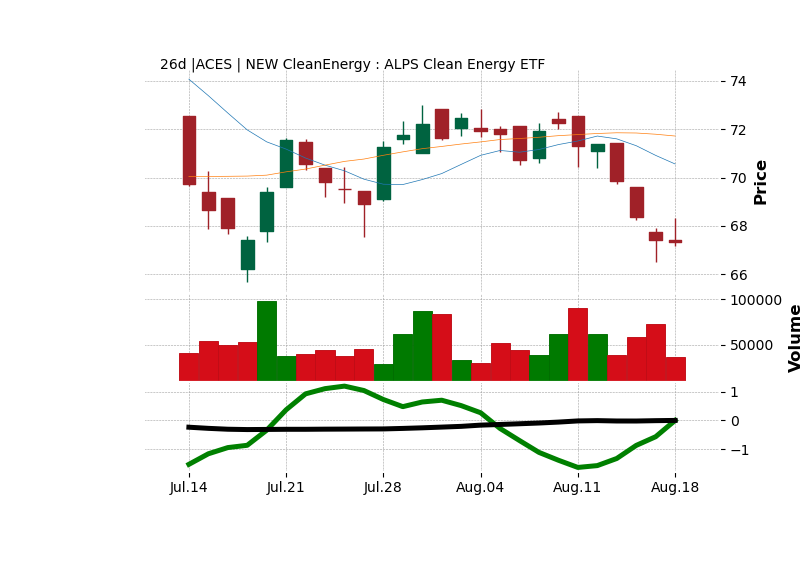 26d |ACES | NEW CleanEnergy : ALPS Clean Energy ETF
74
72
70
68
66
Price
100000
50000
Volume
1
0
−1
Jul.14 Jul.21 Jul.28 Aug.04 Aug.11 Aug.18